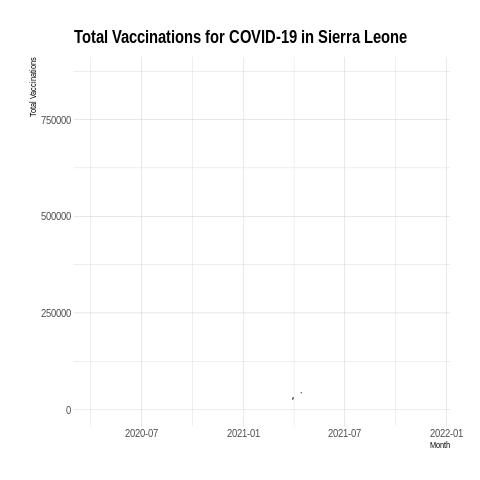 Total Vaccinations for COVID-19 in Sierra Leone
Total Vaccinations
750000
500000
250000
0
2020-07 2021-01 2021-07 2022-01
Month